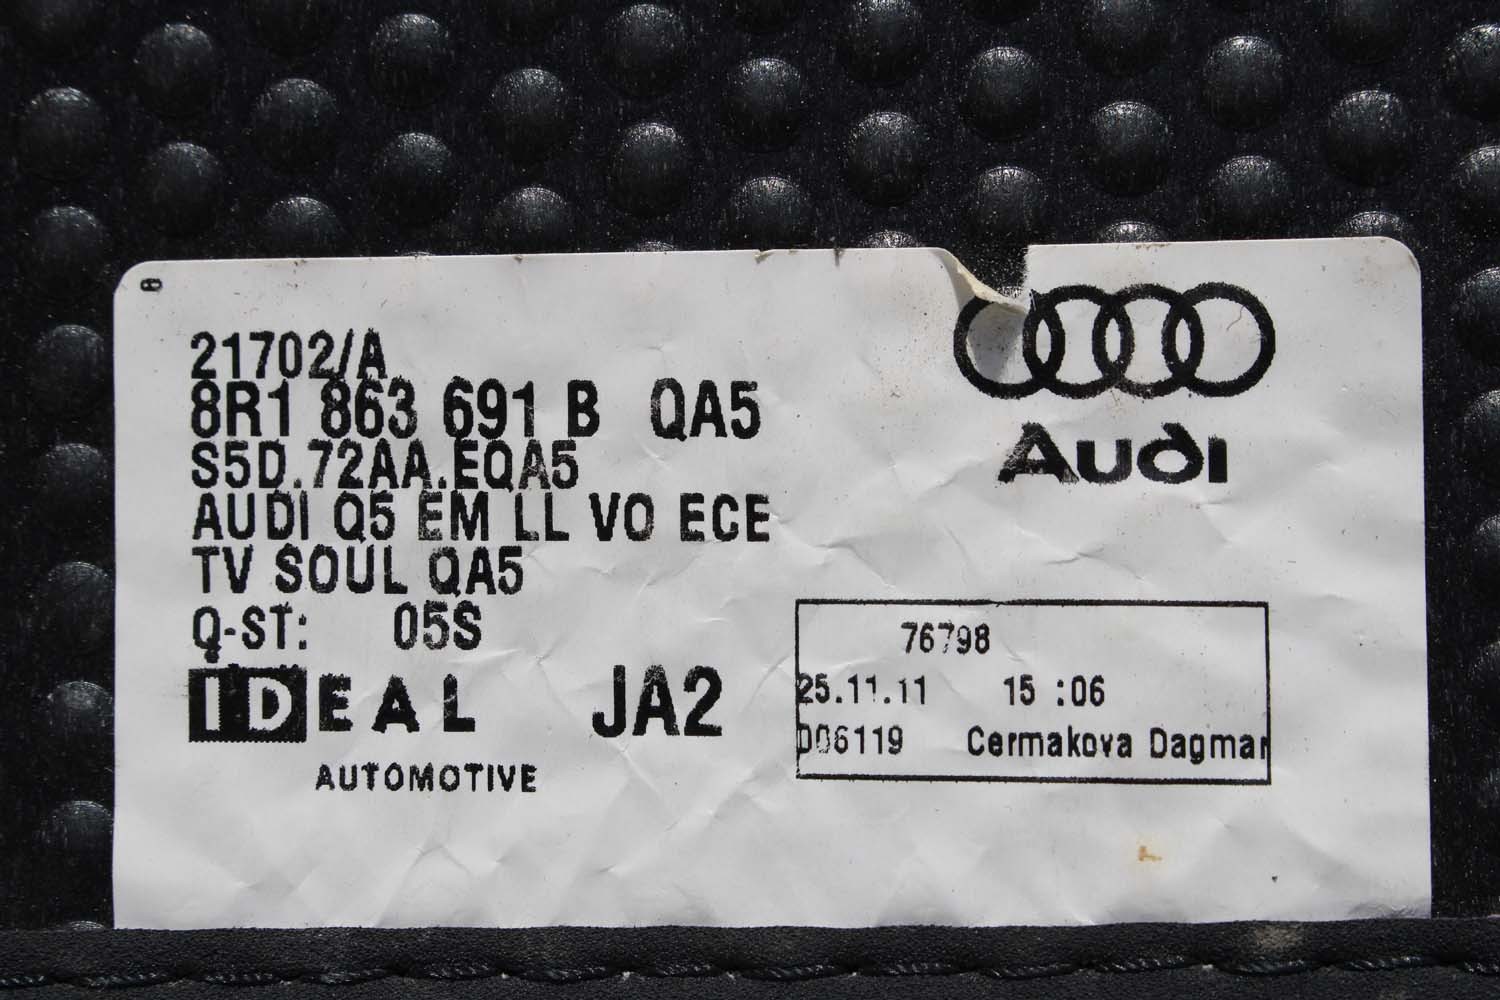 21702/A
8R1 863 691 B QA5
S5D.72AA.EQA5
AUDI Q5 EM LL VO ECE
TV SOUL QA5
Q-ST: 05S
IDEAL JA2
AUTOMOTIVE
Audi
76798
25.11.11 15:06
D06119 Cermakova Dagmar